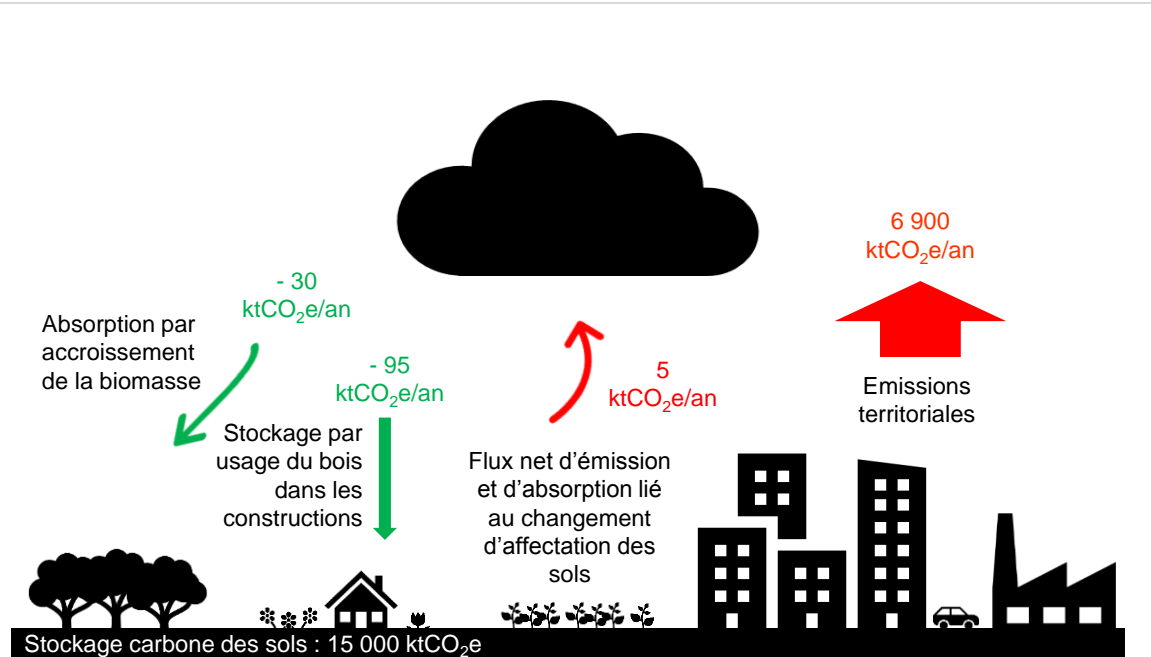 6 900
ktCO₂e/an
- 30
ktCO₂e/an
Absorption par
accroissement
de la biomasse
- 95
ktCO₂e/an
5
ktCO₂e/an
Emissions
territoriales
Stockage par
usage du bois
dans les
constructions
Flux net d’émission
et d’absorption lié
au changement
d’affectation des
sols
Stockage carbone des sols : 15 000 ktCO₂e